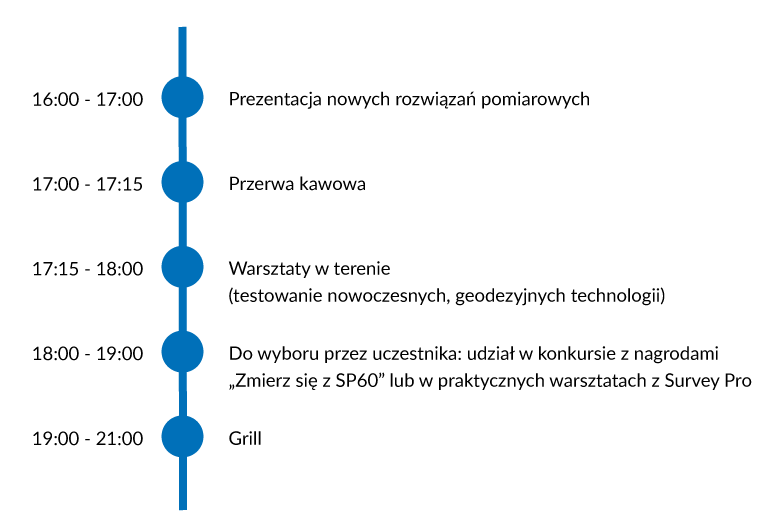 16:00 - 17:00 Prezentacja nowych rozwiązań pomiarowych
17:00 - 17:15 Przerwa kawowa
17:15 - 18:00 Warsztaty w terenie
(testowanie nowoczesnych, geodezyjnych technologii)
18:00 - 19:00 Do wyboru przez uczestnika: udział w konkursie z nagrodami
„Zmierz się z SP60” lub w praktycznych warsztatach z Survey Pro
19:00 - 21:00 Grill